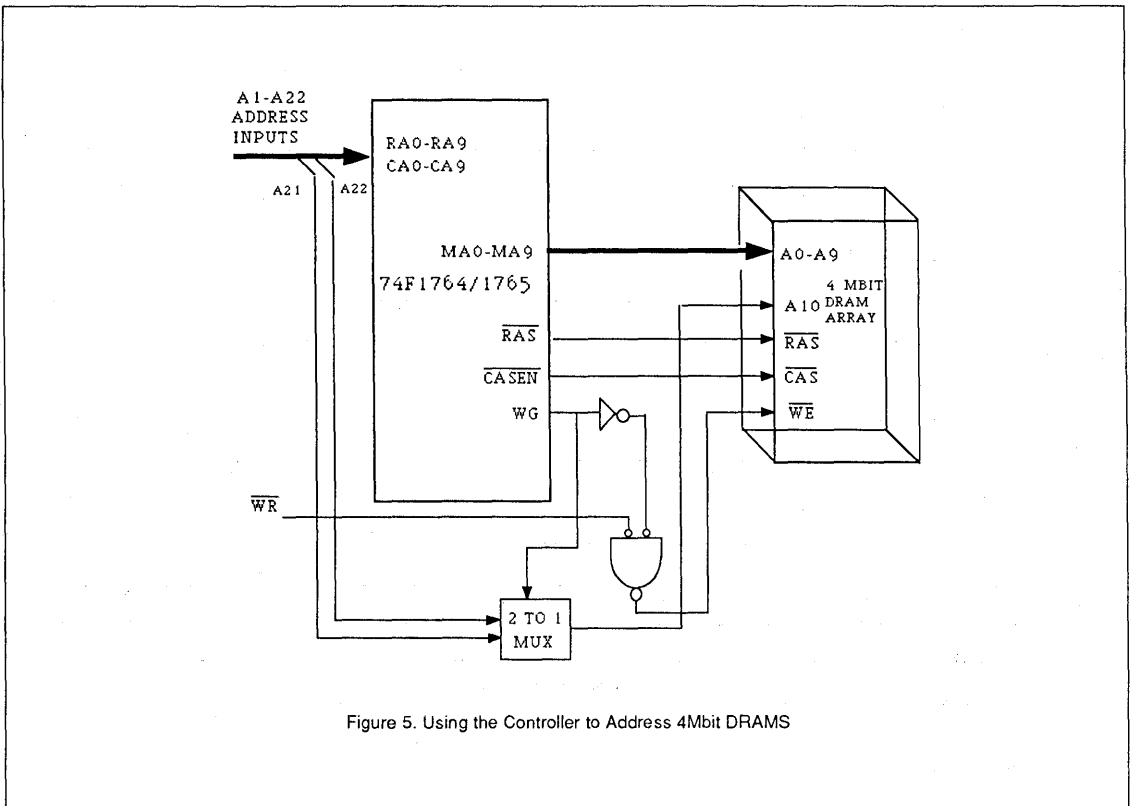 A1-A22
ADDRESS
INPUTS
A21
A22
RA0-RA9
CA0-CA9
MA0-MA9
74F1764/1765
RAS
CASEN
WG
A0-A9
A10
4 MBIT
DRAM
ARRAY
RAS
CAS
WE
WR
2 TO 1
MUX
Figure 5. Using the Controller to Address 4Mbit DRAMS